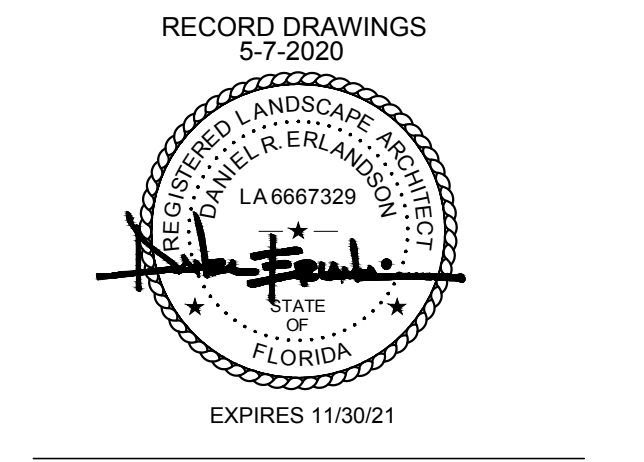 RECORD DRAWINGS
5-7-2020
REGISTERED LANDSCAPE ARCHITECT
DANIEL R. ERLANDSON
LA 6667329
STATE
OF
FLORIDA
EXPIRES 11/30/21